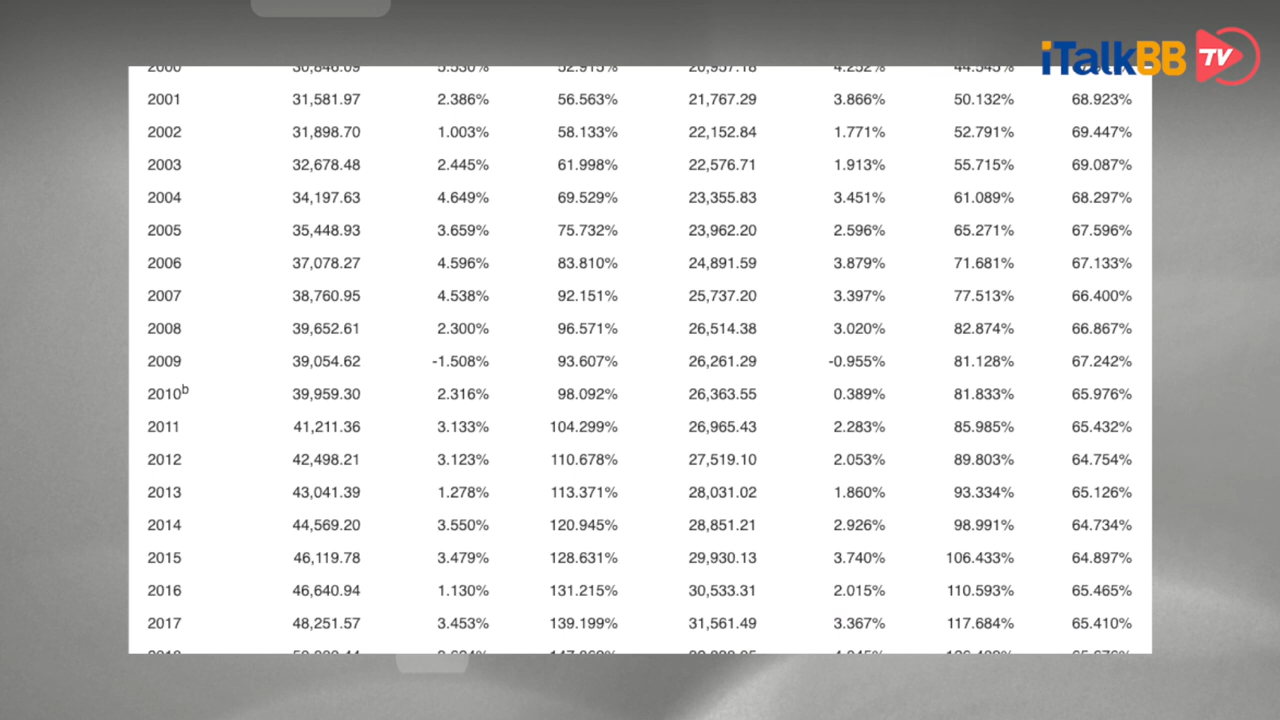 iTalkBB TV
2000 30,846.09 3.530% 52.915% 20,957.18 4.252% 44.545%
2001 31,581.97 2.386% 56.563% 21,767.29 3.866% 50.132% 68.923%
2002 31,898.70 1.003% 58.133% 22,152.84 1.771% 52.791% 69.447%
2003 32,678.48 2.445% 61.998% 22,576.71 1.913% 55.715% 69.087%
2004 34,197.63 4.649% 69.529% 23,355.83 3.451% 61.089% 68.297%
2005 35,448.93 3.659% 75.732% 23,962.20 2.596% 65.271% 67.596%
2006 37,078.27 4.596% 83.810% 24,891.59 3.879% 71.681% 67.133%
2007 38,760.95 4.538% 92.151% 25,737.20 3.397% 77.513% 66.400%
2008 39,652.61 2.300% 96.571% 26,514.38 3.020% 82.874% 66.867%
2009 39,054.62 -1.508% 93.607% 26,261.29 -0.955% 81.128% 67.242%
2010b 39,959.30 2.316% 98.092% 26,363.55 0.389% 81.833% 65.976%
2011 41,211.36 3.133% 104.299% 26,965.43 2.283% 85.985% 65.432%
2012 42,498.21 3.123% 110.678% 27,519.10 2.053% 89.803% 64.754%
2013 43,041.39 1.278% 113.371% 28,031.02 1.860% 93.334% 65.126%
2014 44,569.20 3.550% 120.945% 28,851.21 2.926% 98.991% 64.734%
2015 46,119.78 3.479% 128.631% 29,930.13 3.740% 106.433% 64.897%
2016 46,640.94 1.130% 131.215% 30,533.31 2.015% 110.593% 65.465%
2017 48,251.57 3.453% 139.199% 31,561.49 3.367% 117.684% 65.410%